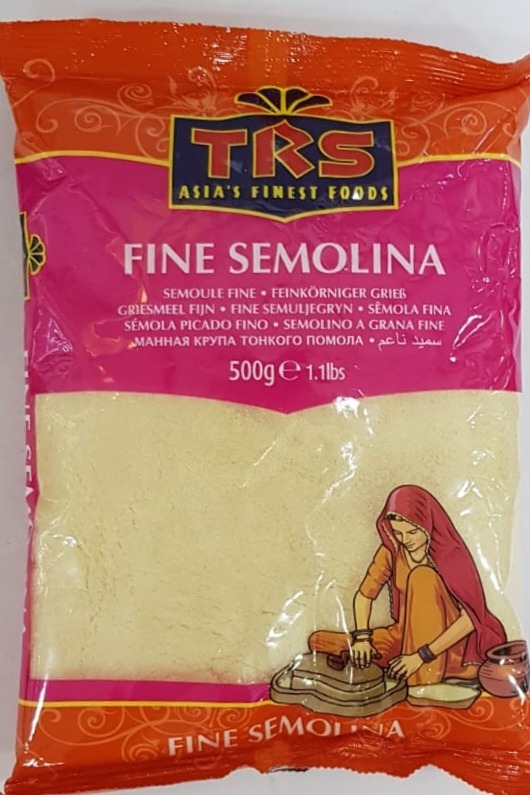 TRS
ASIA'S FINEST FOODS
FINE SEMOLINA
SEMOULE FINE • FEINKÖRNIGER GRIEß
GRIESMEEL FIJN • FINE SEMULJEGRYN • SÊMOLA FINA
SÉMOLA PICADO FINO • SEMOLINO A GRANA FINE
МАННАЯ КРУПА ТОНКОГО ПОМОЛА • سميد ناعم
500g ℮ 1.1lbs
FINE SEMOLINA